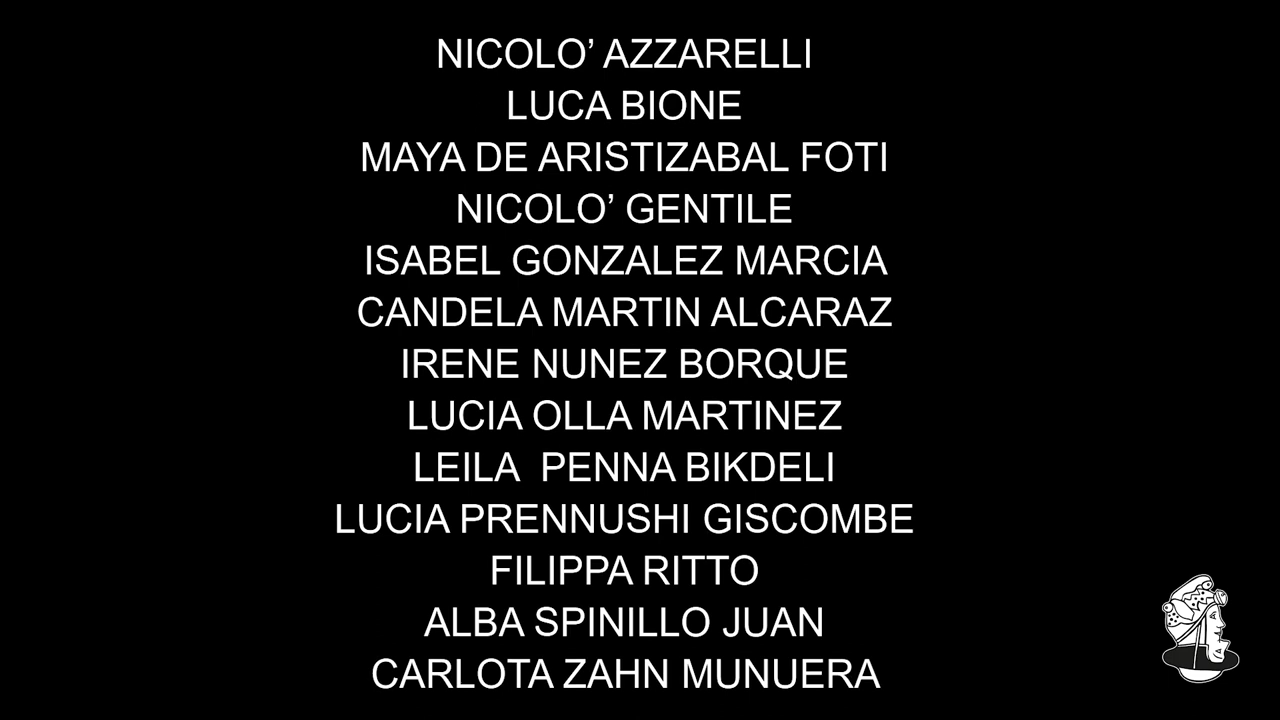 NICOLO’ AZZARELLI
LUCA BIONE
MAYA DE ARISTIZABAL FOTI
NICOLO’ GENTILE
ISABEL GONZALEZ MARCIA
CANDELA MARTIN ALCARAZ
IRENE NUNEZ BORQUE
LUCIA OLLA MARTINEZ
LEILA  PENNA BIKDELI
LUCIA PRENNUSHI GISCOMBE
FILIPPA RITTO
ALBA SPINILLO JUAN
CARLOTA ZAHN MUNUERA